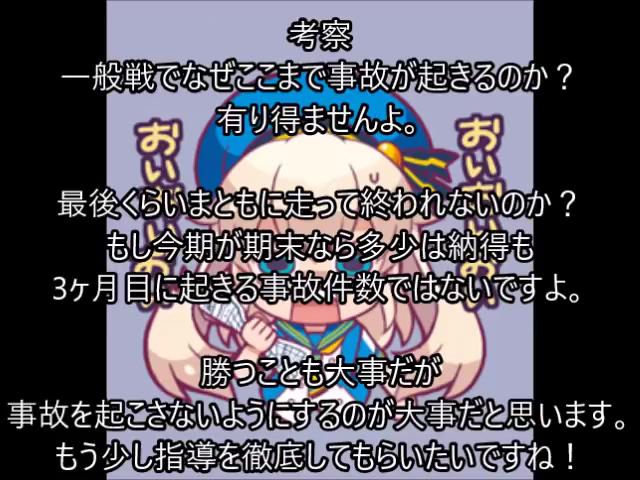 考察
一般戦でなぜここまで事故が起きるのか？
有り得ませんよ。
最後くらいまともに走って終われないのか？
もし今期が期末なら多少は納得も
3ヶ月目に起きる事故件数ではないですよ。
勝つことも大事だが
事故を起こさないようにするのが大事だと思います。
もう少し指導を徹底してもらいたいですね！
おい
おい